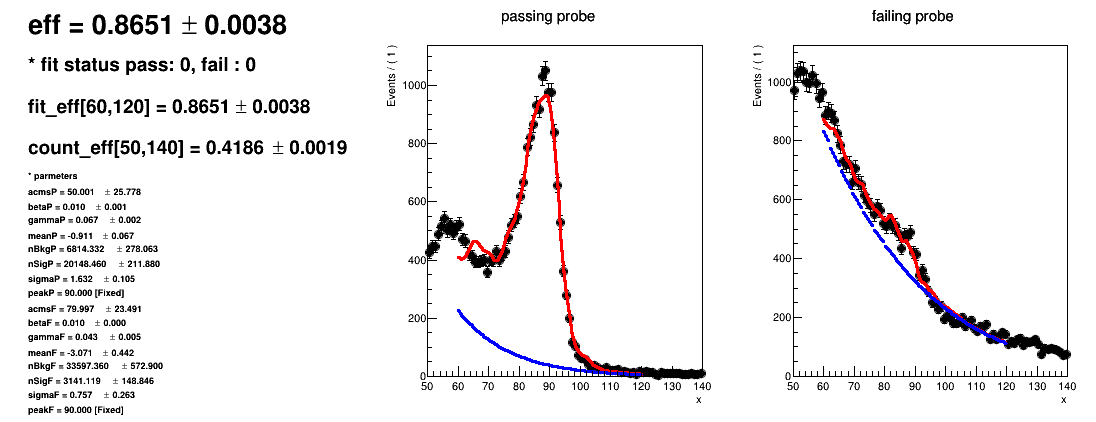 eff = 0.8651 ± 0.0038
* fit status pass: 0, fail : 0
fit_eff[60,120] = 0.8651 ± 0.0038
count_eff[50,140] = 0.4186 ± 0.0019
* parmeters
acmsP = 50.001 ± 25.778
betaP = 0.010 ± 0.001
gammaP = 0.067 ± 0.002
meanP = -0.911 ± 0.067
nBkgP = 6814.332 ± 278.063
nSigP = 20148.460 ± 211.880
sigmaP = 1.632 ± 0.105
peakP = 90.000 [Fixed]
acmsF = 79.997 ± 23.491
betaF = 0.010 ± 0.000
gammaF = 0.043 ± 0.005
meanF = -3.071 ± 0.442
nBkgF = 33597.360 ± 572.900
nSigF = 3141.119 ± 148.846
sigmaF = 0.757 ± 0.263
peakF = 90.000 [Fixed]
passing probe
Events / ( 1 )
1000
800
600
400
200
0
50 60 70 80 90 100 110 120 130 140
x
failing probe
Events / ( 1 )
1000
800
600
400
200
0
50 60 70 80 90 100 110 120 130 140
x